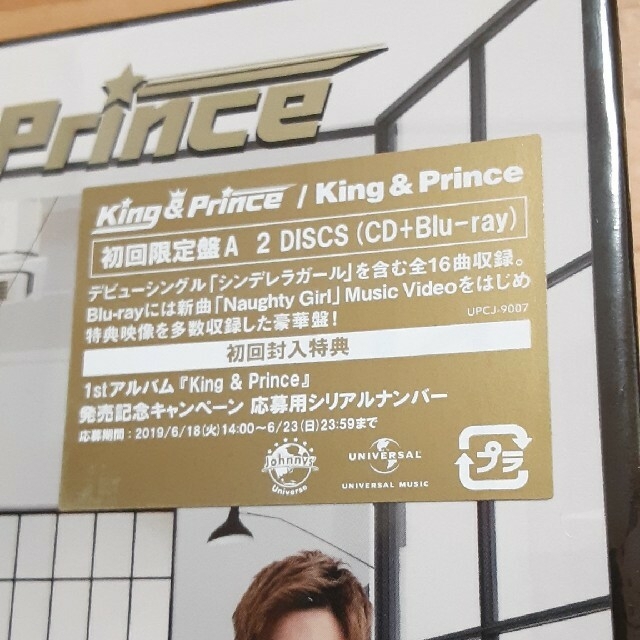 Prince
King & Prince / King & Prince
初回限定盤A 2 DISCS (CD+Blu-ray)
デビューシングル「シンデレラガール」を含む全16曲収録。
Blu-rayには新曲「Naughty Girl」Music Videoをはじめ
特典映像を多数収録した豪華盤!
UPCJ-9007
初回封入特典
1stアルバム『King & Prince』
発売記念キャンペーン 応募用シリアルナンバー
応募期間:2019/6/18(火)14:00～6/23(日)23:59まで
Johnnys'
Universe
UNIVERSAL
UNIVERSAL MUSIC
プラ